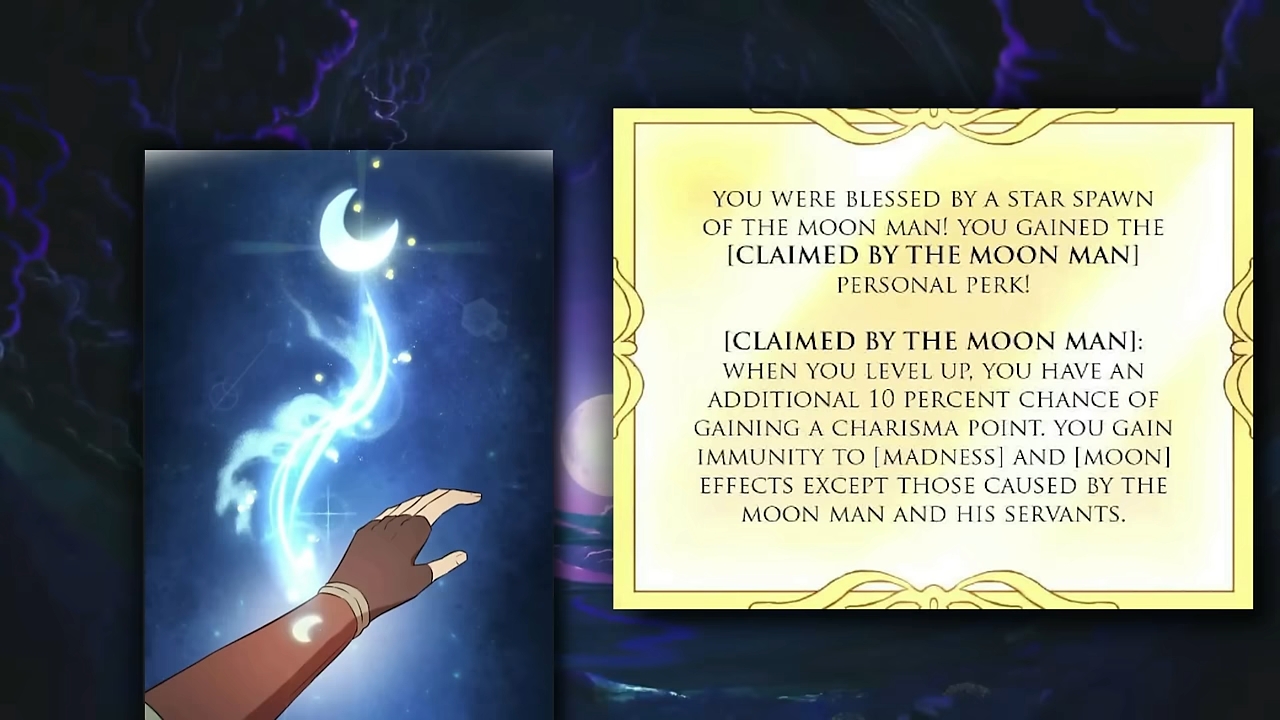 YOU WERE BLESSED BY A STAR SPAWN
OF THE MOON MAN! YOU GAINED THE
[CLAIMED BY THE MOON MAN]
PERSONAL PERK!
[CLAIMED BY THE MOON MAN]:
WHEN YOU LEVEL UP, YOU HAVE AN
ADDITIONAL 10 PERCENT CHANCE OF
GAINING A CHARISMA POINT. YOU GAIN
IMMUNITY TO [MADNESS] AND [MOON]
EFFECTS EXCEPT THOSE CAUSED BY THE
MOON MAN AND HIS SERVANTS.